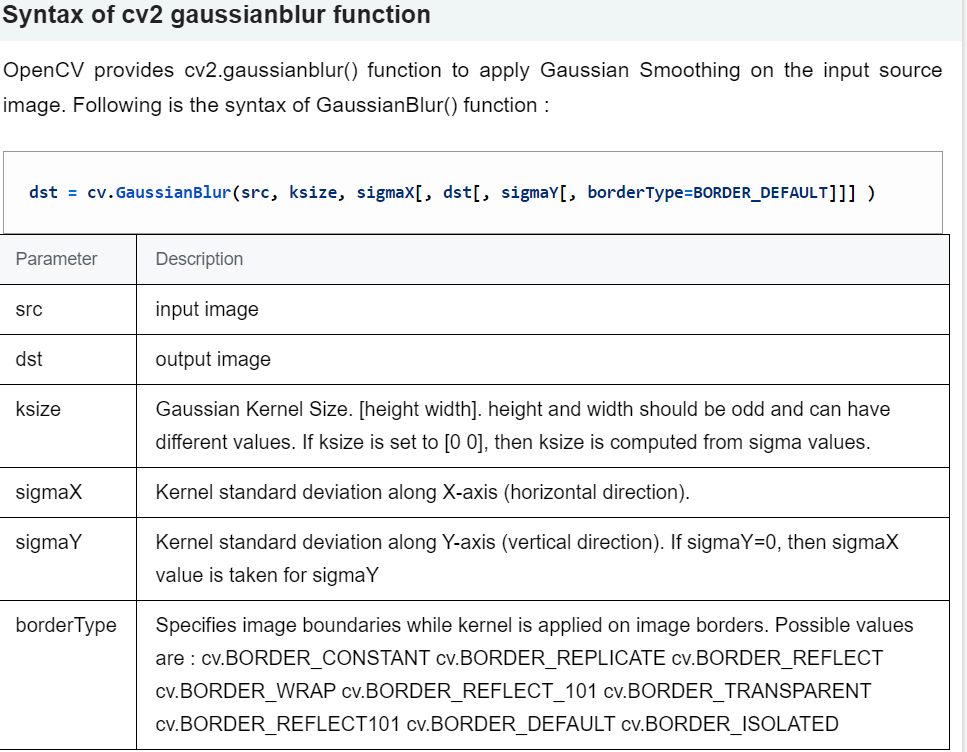 Syntax of cv2 gaussianblur function
OpenCV provides cv2.gaussianblur() function to apply Gaussian Smoothing on the input source
image. Following is the syntax of GaussianBlur() function :
dst = cv.GaussianBlur(src, ksize, sigmaX[, dst[, sigmaY[, borderType=BORDER_DEFAULT]]] )
Parameter Description
src input image
dst output image
ksize Gaussian Kernel Size. [height width]. height and width should be odd and can have
different values. If ksize is set to [0 0], then ksize is computed from sigma values.
sigmaX Kernel standard deviation along X-axis (horizontal direction).
sigmaY Kernel standard deviation along Y-axis (vertical direction). If sigmaY=0, then sigmaX
value is taken for sigmaY
borderType Specifies image boundaries while kernel is applied on image borders. Possible values
are : cv.BORDER_CONSTANT cv.BORDER_REPLICATE cv.BORDER_REFLECT
cv.BORDER_WRAP cv.BORDER_REFLECT_101 cv.BORDER_TRANSPARENT
cv.BORDER_REFLECT101 cv.BORDER_DEFAULT cv.BORDER_ISOLATED